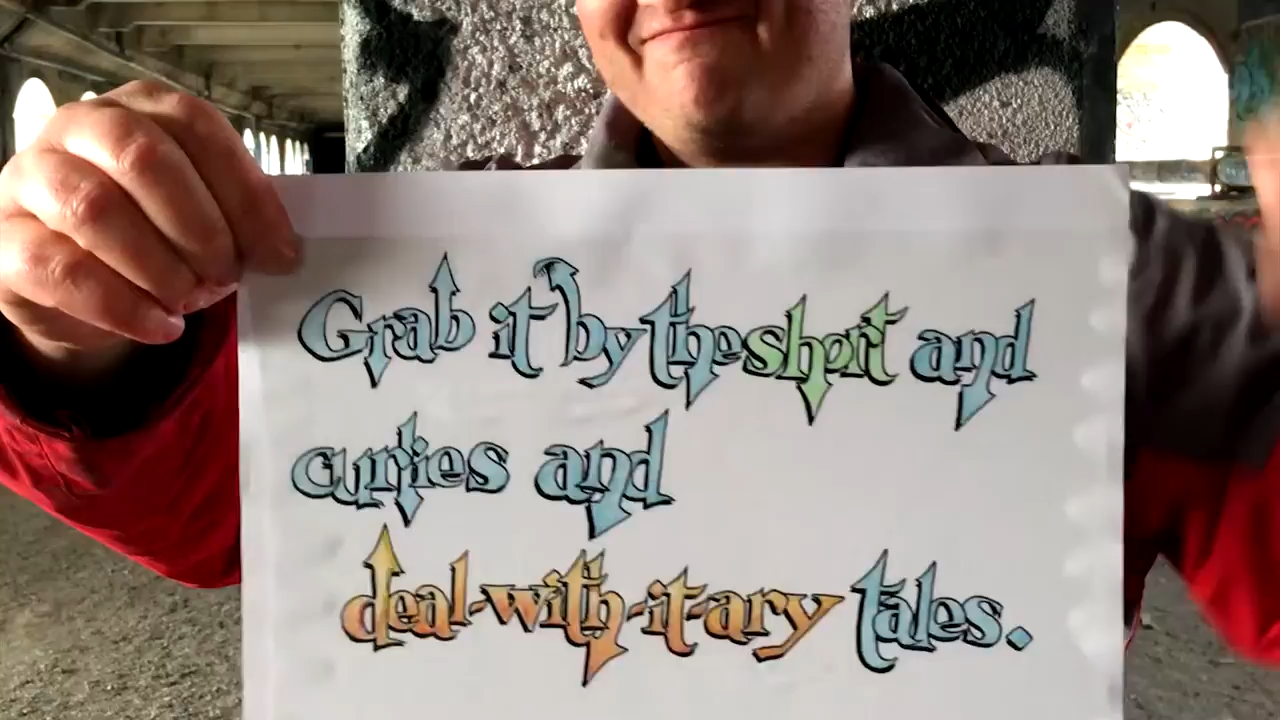 Grab it by the short and
curlies and
deal-with-it-ary tales.